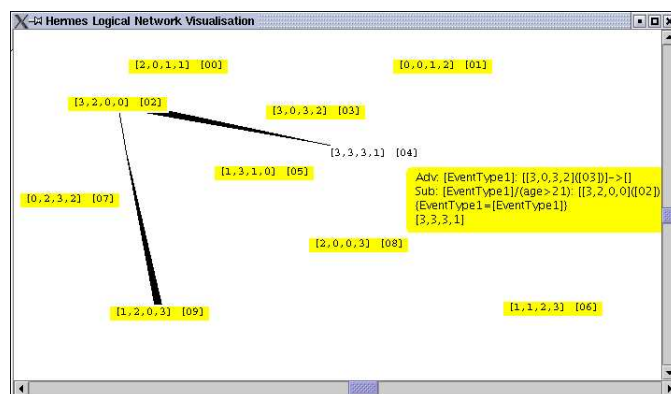 Hermes Logical Network Visualisation
[2,0,1,1] [00]
[0,0,1,2] [01]
[3,2,0,0] [02]
[3,0,3,2] [03]
[3,3,3,1] [04]
[1,3,1,0] [05]
Adv: [EventType1]: [[3,0,3,2]([03])]->[]
Sub: [EventType1]/(age>21): [[3,2,0,0]([02])
{EventType1=[EventType1]}
[3,3,3,1]
[0,2,3,2] [07]
[2,0,0,3] [08]
[1,2,0,3] [09]
[1,1,2,3] [06]